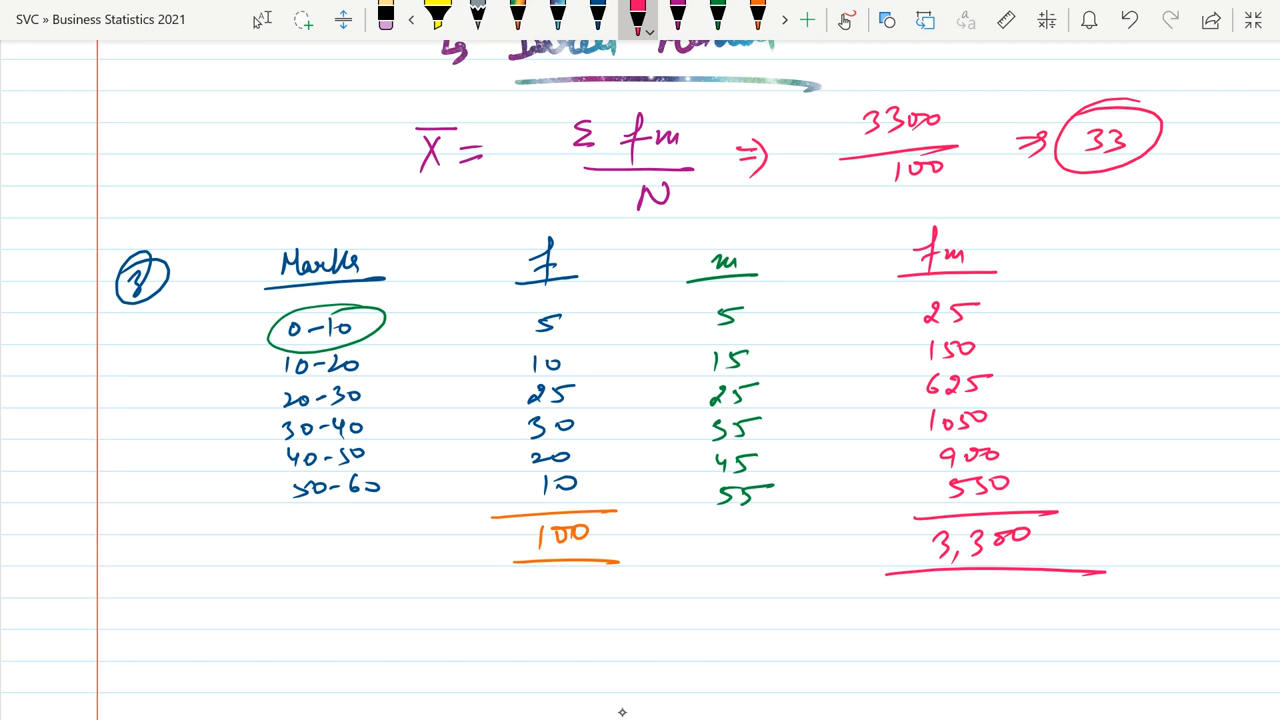 SVC » Business Statistics 2021
X̄ = Σ fm / N ⇒ 3300 / 100 ⇒ 33
3 Marks f m fm
0-10 5 5 25
10-20 10 15 150
20-30 25 25 625
30-40 30 35 1050
40-50 20 45 900
50-60 10 55 550
100 3,300